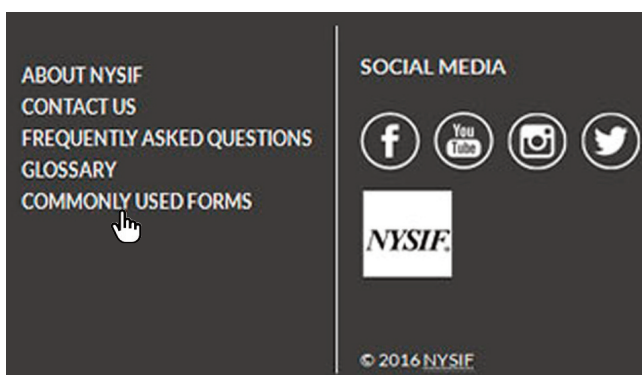 ABOUT NYSIF
CONTACT US
FREQUENTLY ASKED QUESTIONS
GLOSSARY
COMMONLY USED FORMS
SOCIAL MEDIA
f
You
Tube
NYSIF.
© 2016 NYSIF